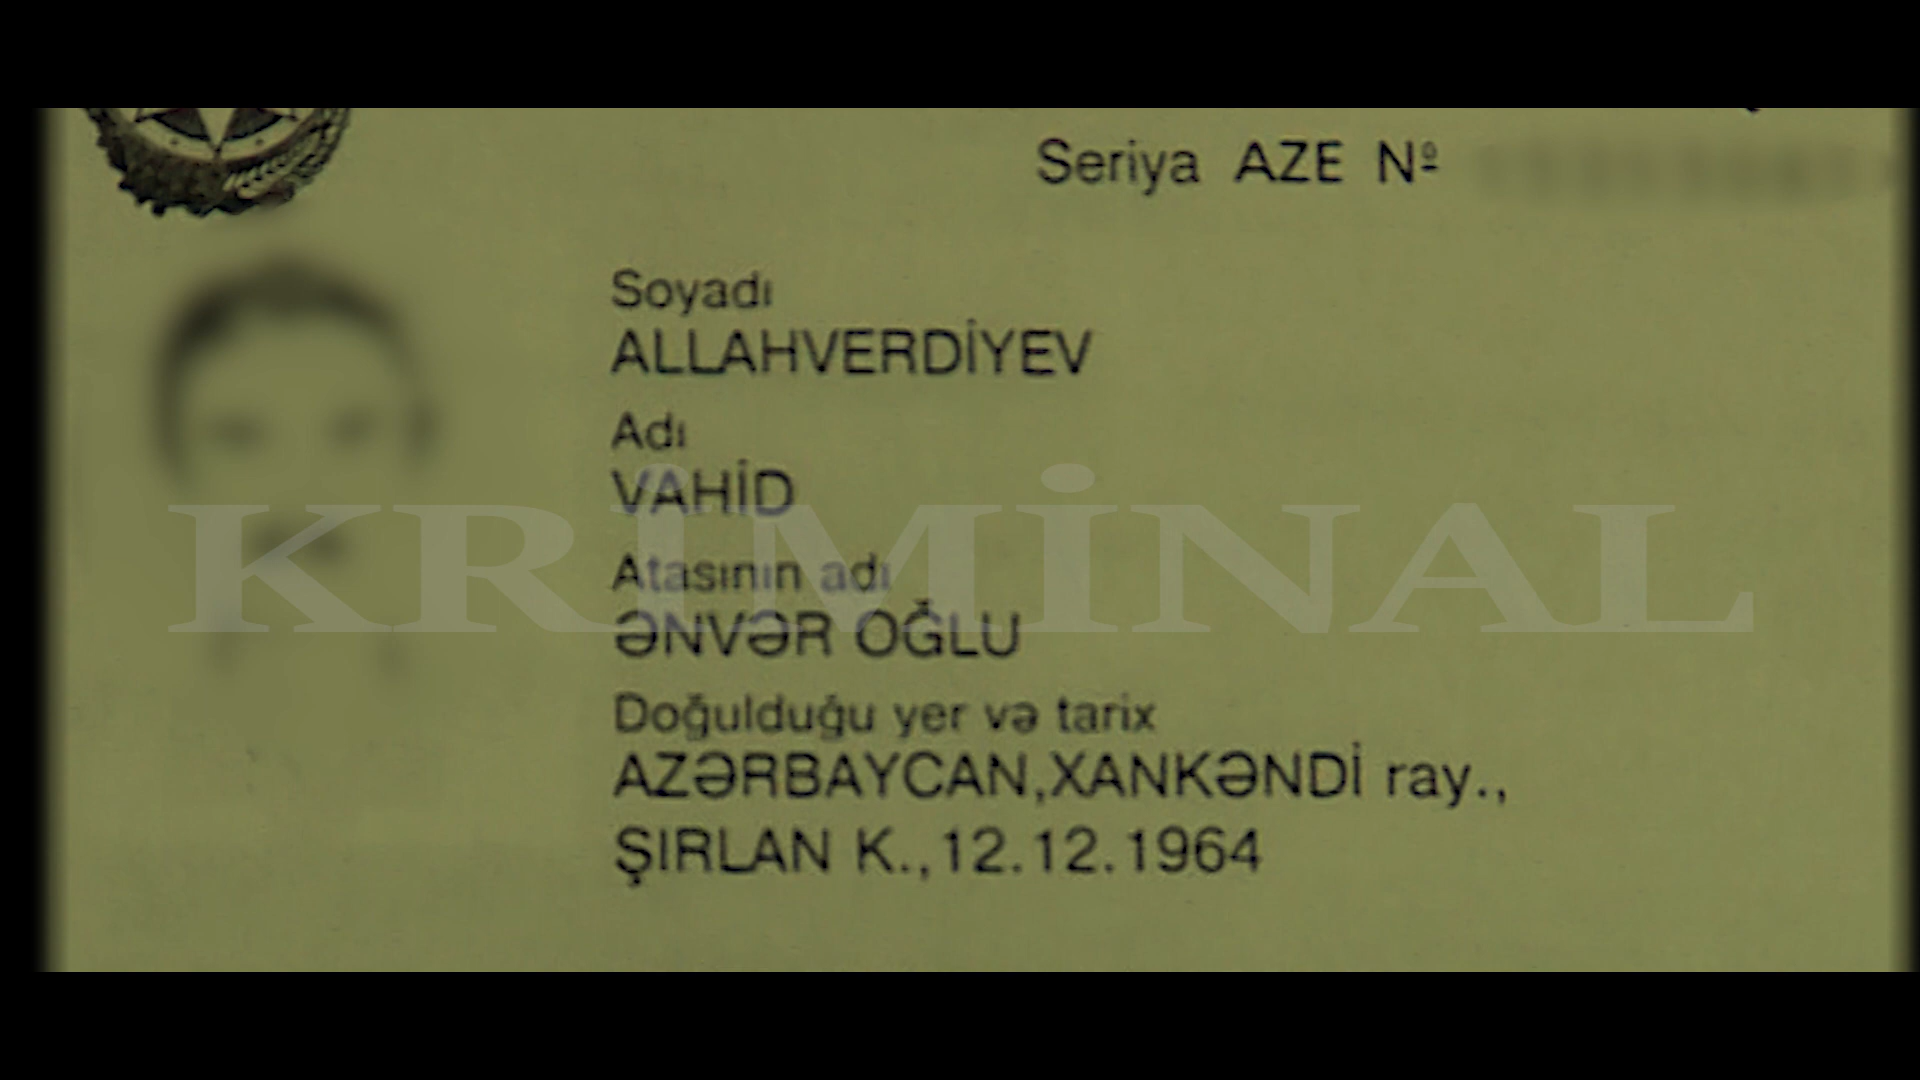 Seriya AZE Nº
Soyadı
ALLAHVERDİYEV
Adı
VAHİD
Atasının adı
ƏNVƏR OĞLU
Doğulduğu yer və tarix
AZƏRBAYCAN,XANKƏNDİ ray.,
ŞIRLAN K.,12.12.1964
KRİMİNAL